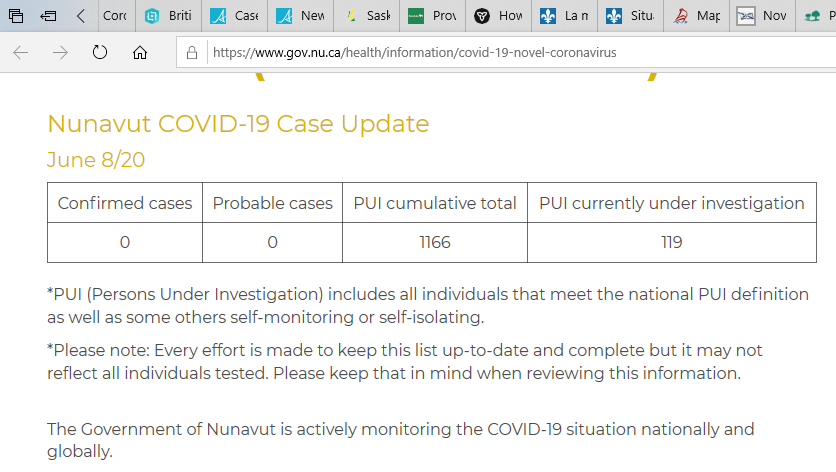 Coro
Briti
Case
New
Sask
Prov
How
La n
Situ
Map
Nov
P
https://www.gov.nu.ca/health/information/covid-19-novel-coronavirus
Nunavut COVID-19 Case Update
June 8/20
Confirmed cases Probable cases PUI cumulative total PUI currently under investigation
0 0 1166 119
*PUI (Persons Under Investigation) includes all individuals that meet the national PUI definition
as well as some others self-monitoring or self-isolating.
*Please note: Every effort is made to keep this list up-to-date and complete but it may not
reflect all individuals tested. Please keep that in mind when reviewing this information.
The Government of Nunavut is actively monitoring the COVID-19 situation nationally and
globally.